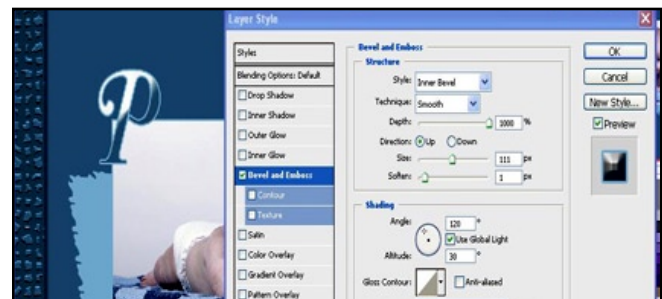 Layer Style
P
Styles
Blending Options: Default
Drop Shadow
Inner Shadow
Outer Glow
Inner Glow
Bevel and Emboss
Contour
Texture
Satin
Color Overlay
Gradient Overlay
Pattern Overlay
Bevel and Emboss
Structure
Style: Inner Bevel
Technique: Smooth
Depth: 1000 %
Direction: Up Down
Size: 111 px
Soften: 1 px
Shading
Angle: 120 °
Use Global Light
Altitude: 30 °
Gloss Contour: Anti-aliased
OK
Cancel
New Style...
Preview